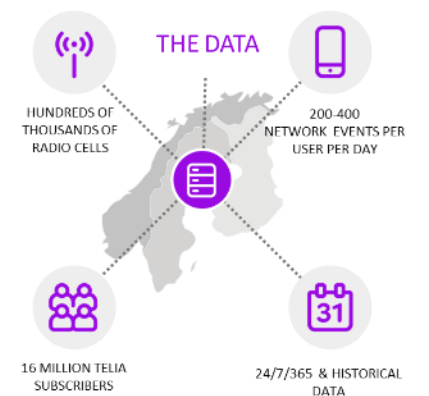 THE DATA
HUNDREDS OF
THOUSANDS OF
RADIO CELLS
200-400
NETWORK EVENTS PER
USER PER DAY
31
16 MILLION TELIA
SUBSCRIBERS
24/7/365 & HISTORICAL
DATA